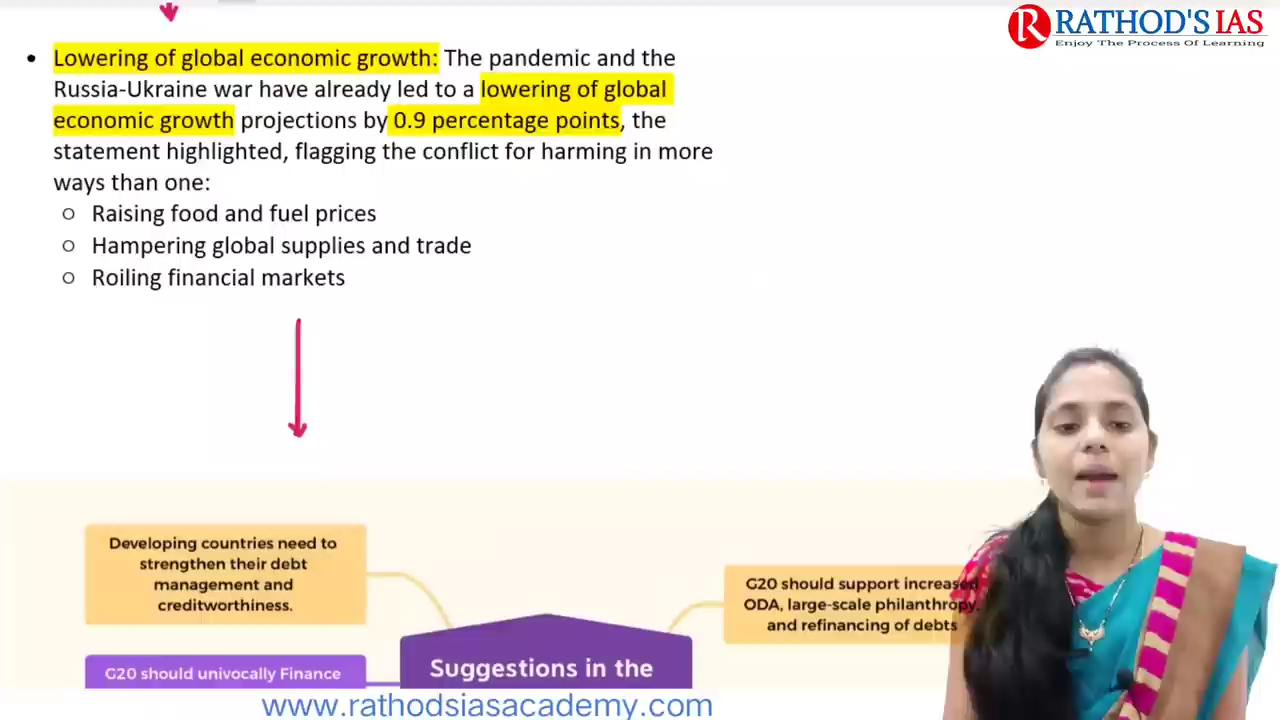 RATHOD'S IAS
Enjoy The Process Of Learning
• Lowering of global economic growth: The pandemic and the
Russia-Ukraine war have already led to a lowering of global
economic growth projections by 0.9 percentage points, the
statement highlighted, flagging the conflict for harming in more
ways than one:
○ Raising food and fuel prices
○ Hampering global supplies and trade
○ Roiling financial markets
Developing countries need to
strengthen their debt
management and
creditworthiness.
G20 should support increased
ODA, large-scale philanthropy,
and refinancing of debts
G20 should univocally Finance
Suggestions in the
www.rathodsiasacademy.com